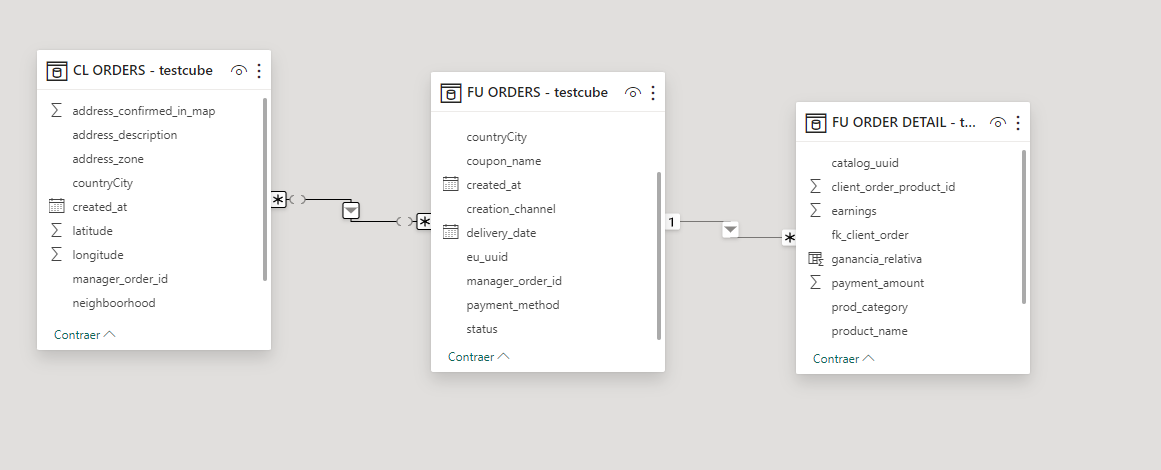 CL ORDERS - testcube
address_confirmed_in_map
address_description
address_zone
countryCity
created_at
latitude
longitude
manager_order_id
neighboorhood
Contraer
FU ORDERS - testcube
countryCity
coupon_name
created_at
creation_channel
delivery_date
eu_uuid
manager_order_id
payment_method
status
Contraer
1
FU ORDER DETAIL - t...
catalog_uuid
client_order_product_id
earnings
fk_client_order
ganancia_relativa
payment_amount
prod_category
product_name
Contraer